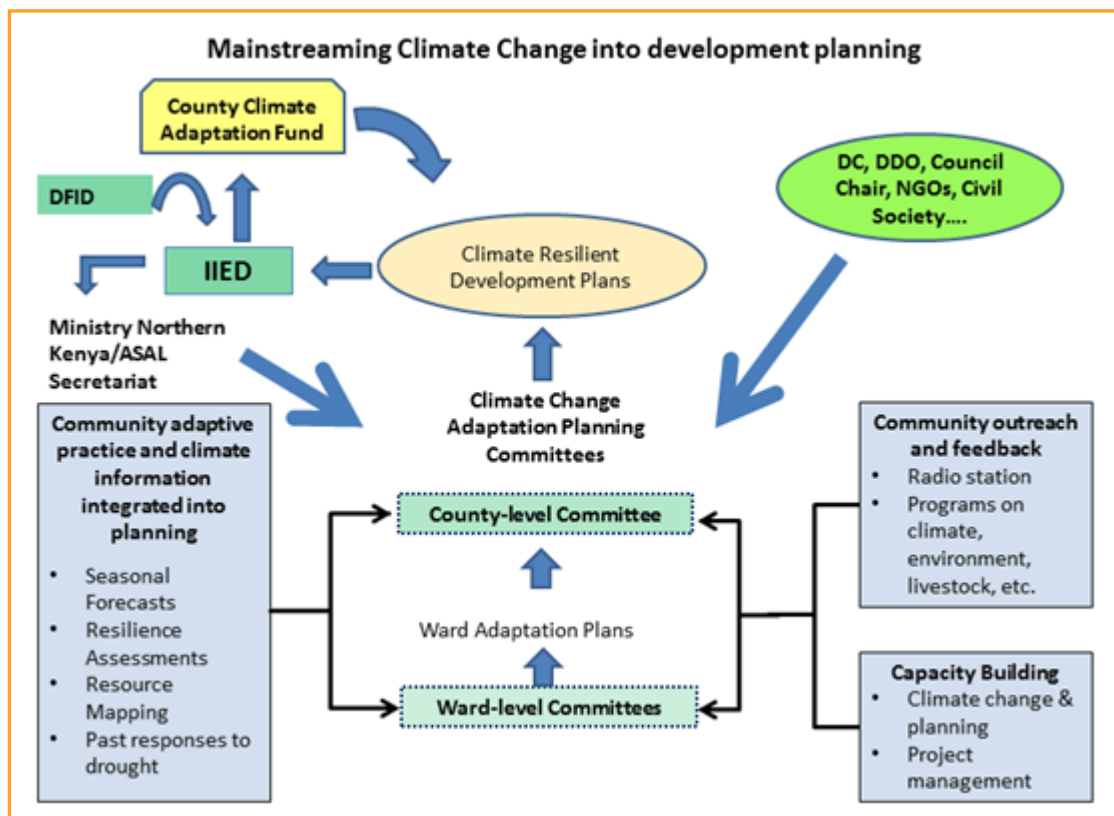 Mainstreaming Climate Change into development planning
County Climate
Adaptation Fund
DC, DDO, Council
Chair, NGOs, Civil
Society....
DFID
IIED
Climate Resilient
Development Plans
Ministry Northern
Kenya/ASAL
Secretariat
Climate Change
Adaptation Planning
Committees
Community adaptive
practice and climate
information
integrated into
planning
• Seasonal
Forecasts
• Resilience
Assessments
• Resource
Mapping
• Past responses to
drought
County-level Committee
Ward Adaptation Plans
Ward-level Committees
Community outreach
and feedback
• Radio station
• Programs on
climate,
environment,
livestock, etc.
Capacity Building
• Climate change &
planning
• Project
management